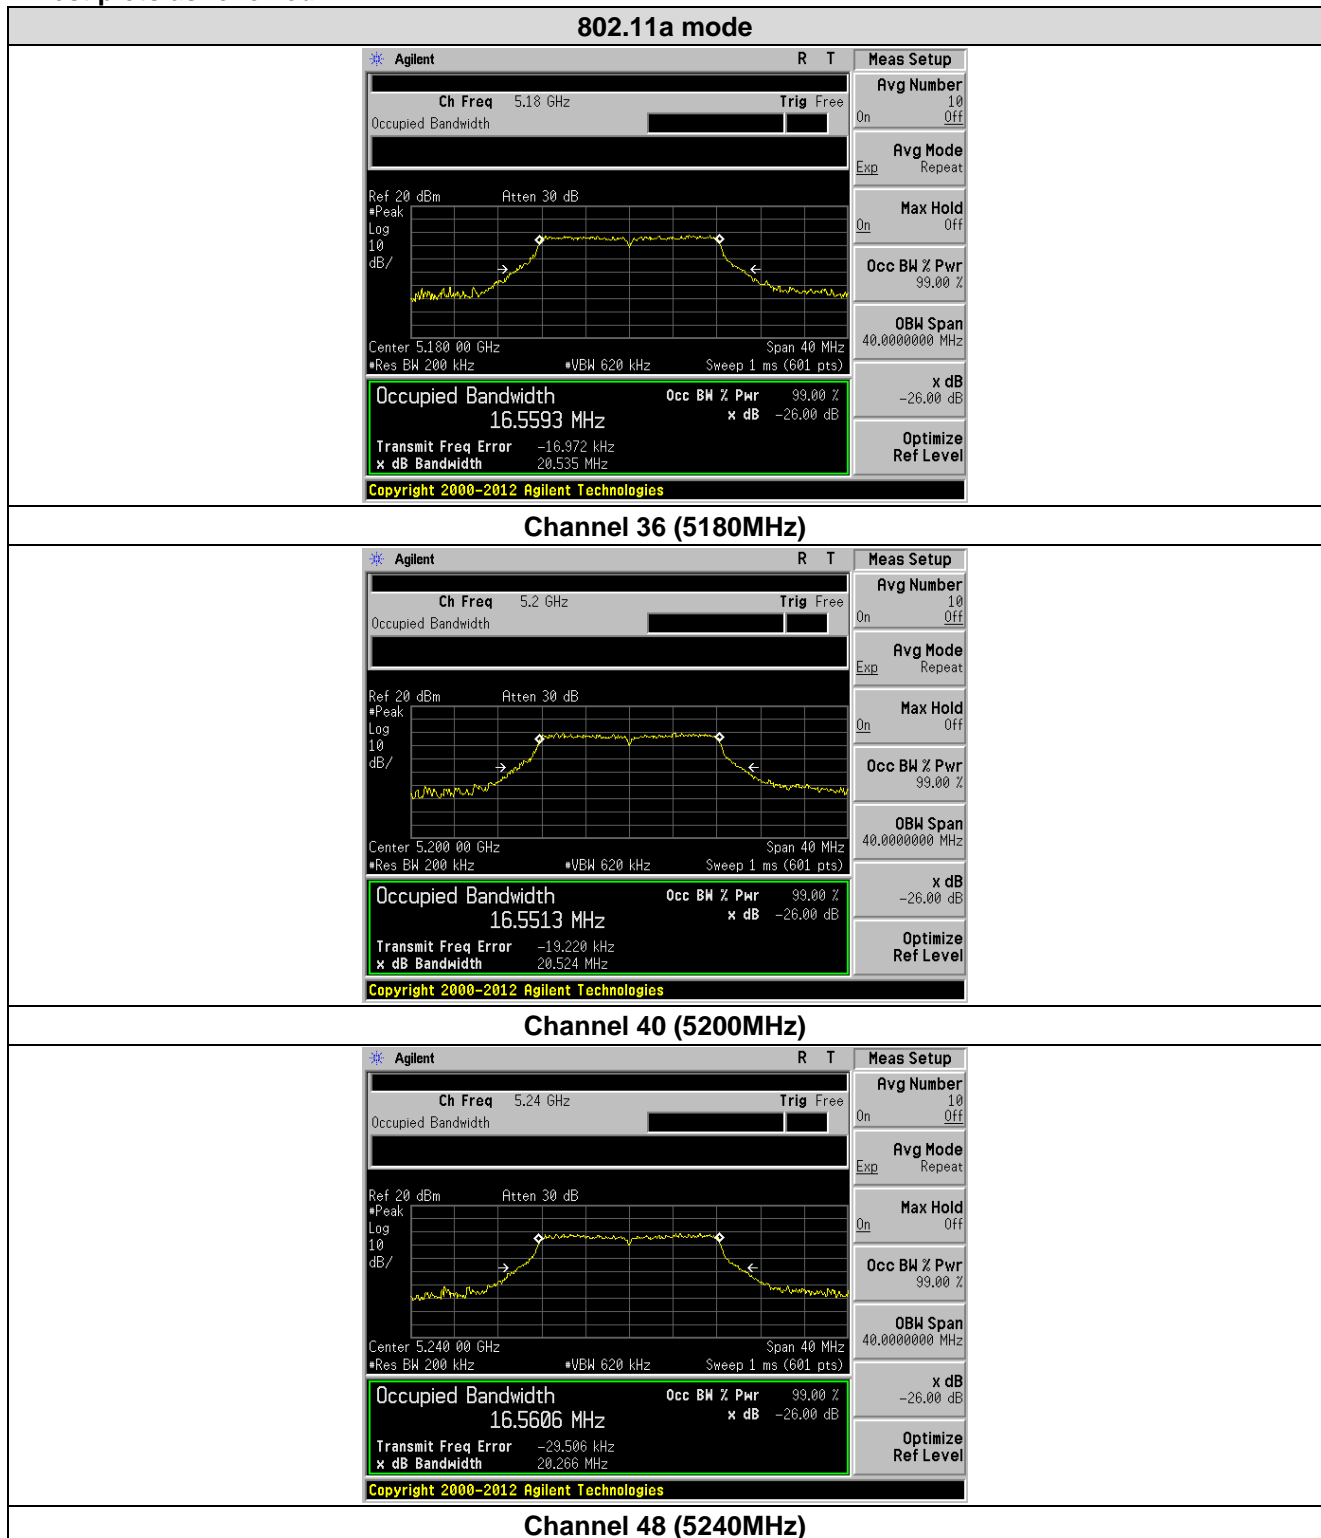 802.11a mode
Agilent R T Meas Setup
Ch Freq 5.18 GHz Trig Free
Occupied Bandwidth
Avg Number
10
On Off
Avg Mode
Exp Repeat
Ref 20 dBm Atten 30 dB
#Peak
Log
10
dB/
Max Hold
On Off
Occ BW % Pwr
99.00 %
OBW Span
40.0000000 MHz
Center 5.180 00 GHz Span 40 MHz
#Res BW 200 kHz #VBW 620 kHz Sweep 1 ms (601 pts)
x dB
-26.00 dB
Occupied Bandwidth Occ BW % Pwr 99.00 %
16.5593 MHz x dB -26.00 dB
Transmit Freq Error -16.972 kHz
x dB Bandwidth 20.535 MHz
Optimize
Ref Level
Copyright 2000-2012 Agilent Technologies
Channel 36 (5180MHz)
Agilent R T Meas Setup
Ch Freq 5.2 GHz Trig Free
Occupied Bandwidth
Avg Number
10
On Off
Avg Mode
Exp Repeat
Ref 20 dBm Atten 30 dB
#Peak
Log
10
dB/
Max Hold
On Off
Occ BW % Pwr
99.00 %
OBW Span
40.0000000 MHz
Center 5.200 00 GHz Span 40 MHz
#Res BW 200 kHz #VBW 620 kHz Sweep 1 ms (601 pts)
x dB
-26.00 dB
Occupied Bandwidth Occ BW % Pwr 99.00 %
16.5513 MHz x dB -26.00 dB
Transmit Freq Error -19.220 kHz
x dB Bandwidth 20.524 MHz
Optimize
Ref Level
Copyright 2000-2012 Agilent Technologies
Channel 40 (5200MHz)
Agilent R T Meas Setup
Ch Freq 5.24 GHz Trig Free
Occupied Bandwidth
Avg Number
10
On Off
Avg Mode
Exp Repeat
Ref 20 dBm Atten 30 dB
#Peak
Log
10
dB/
Max Hold
On Off
Occ BW % Pwr
99.00 %
OBW Span
40.0000000 MHz
Center 5.240 00 GHz Span 40 MHz
#Res BW 200 kHz #VBW 620 kHz Sweep 1 ms (601 pts)
x dB
-26.00 dB
Occupied Bandwidth Occ BW % Pwr 99.00 %
16.5606 MHz x dB -26.00 dB
Transmit Freq Error -29.506 kHz
x dB Bandwidth 20.266 MHz
Optimize
Ref Level
Copyright 2000-2012 Agilent Technologies
Channel 48 (5240MHz)